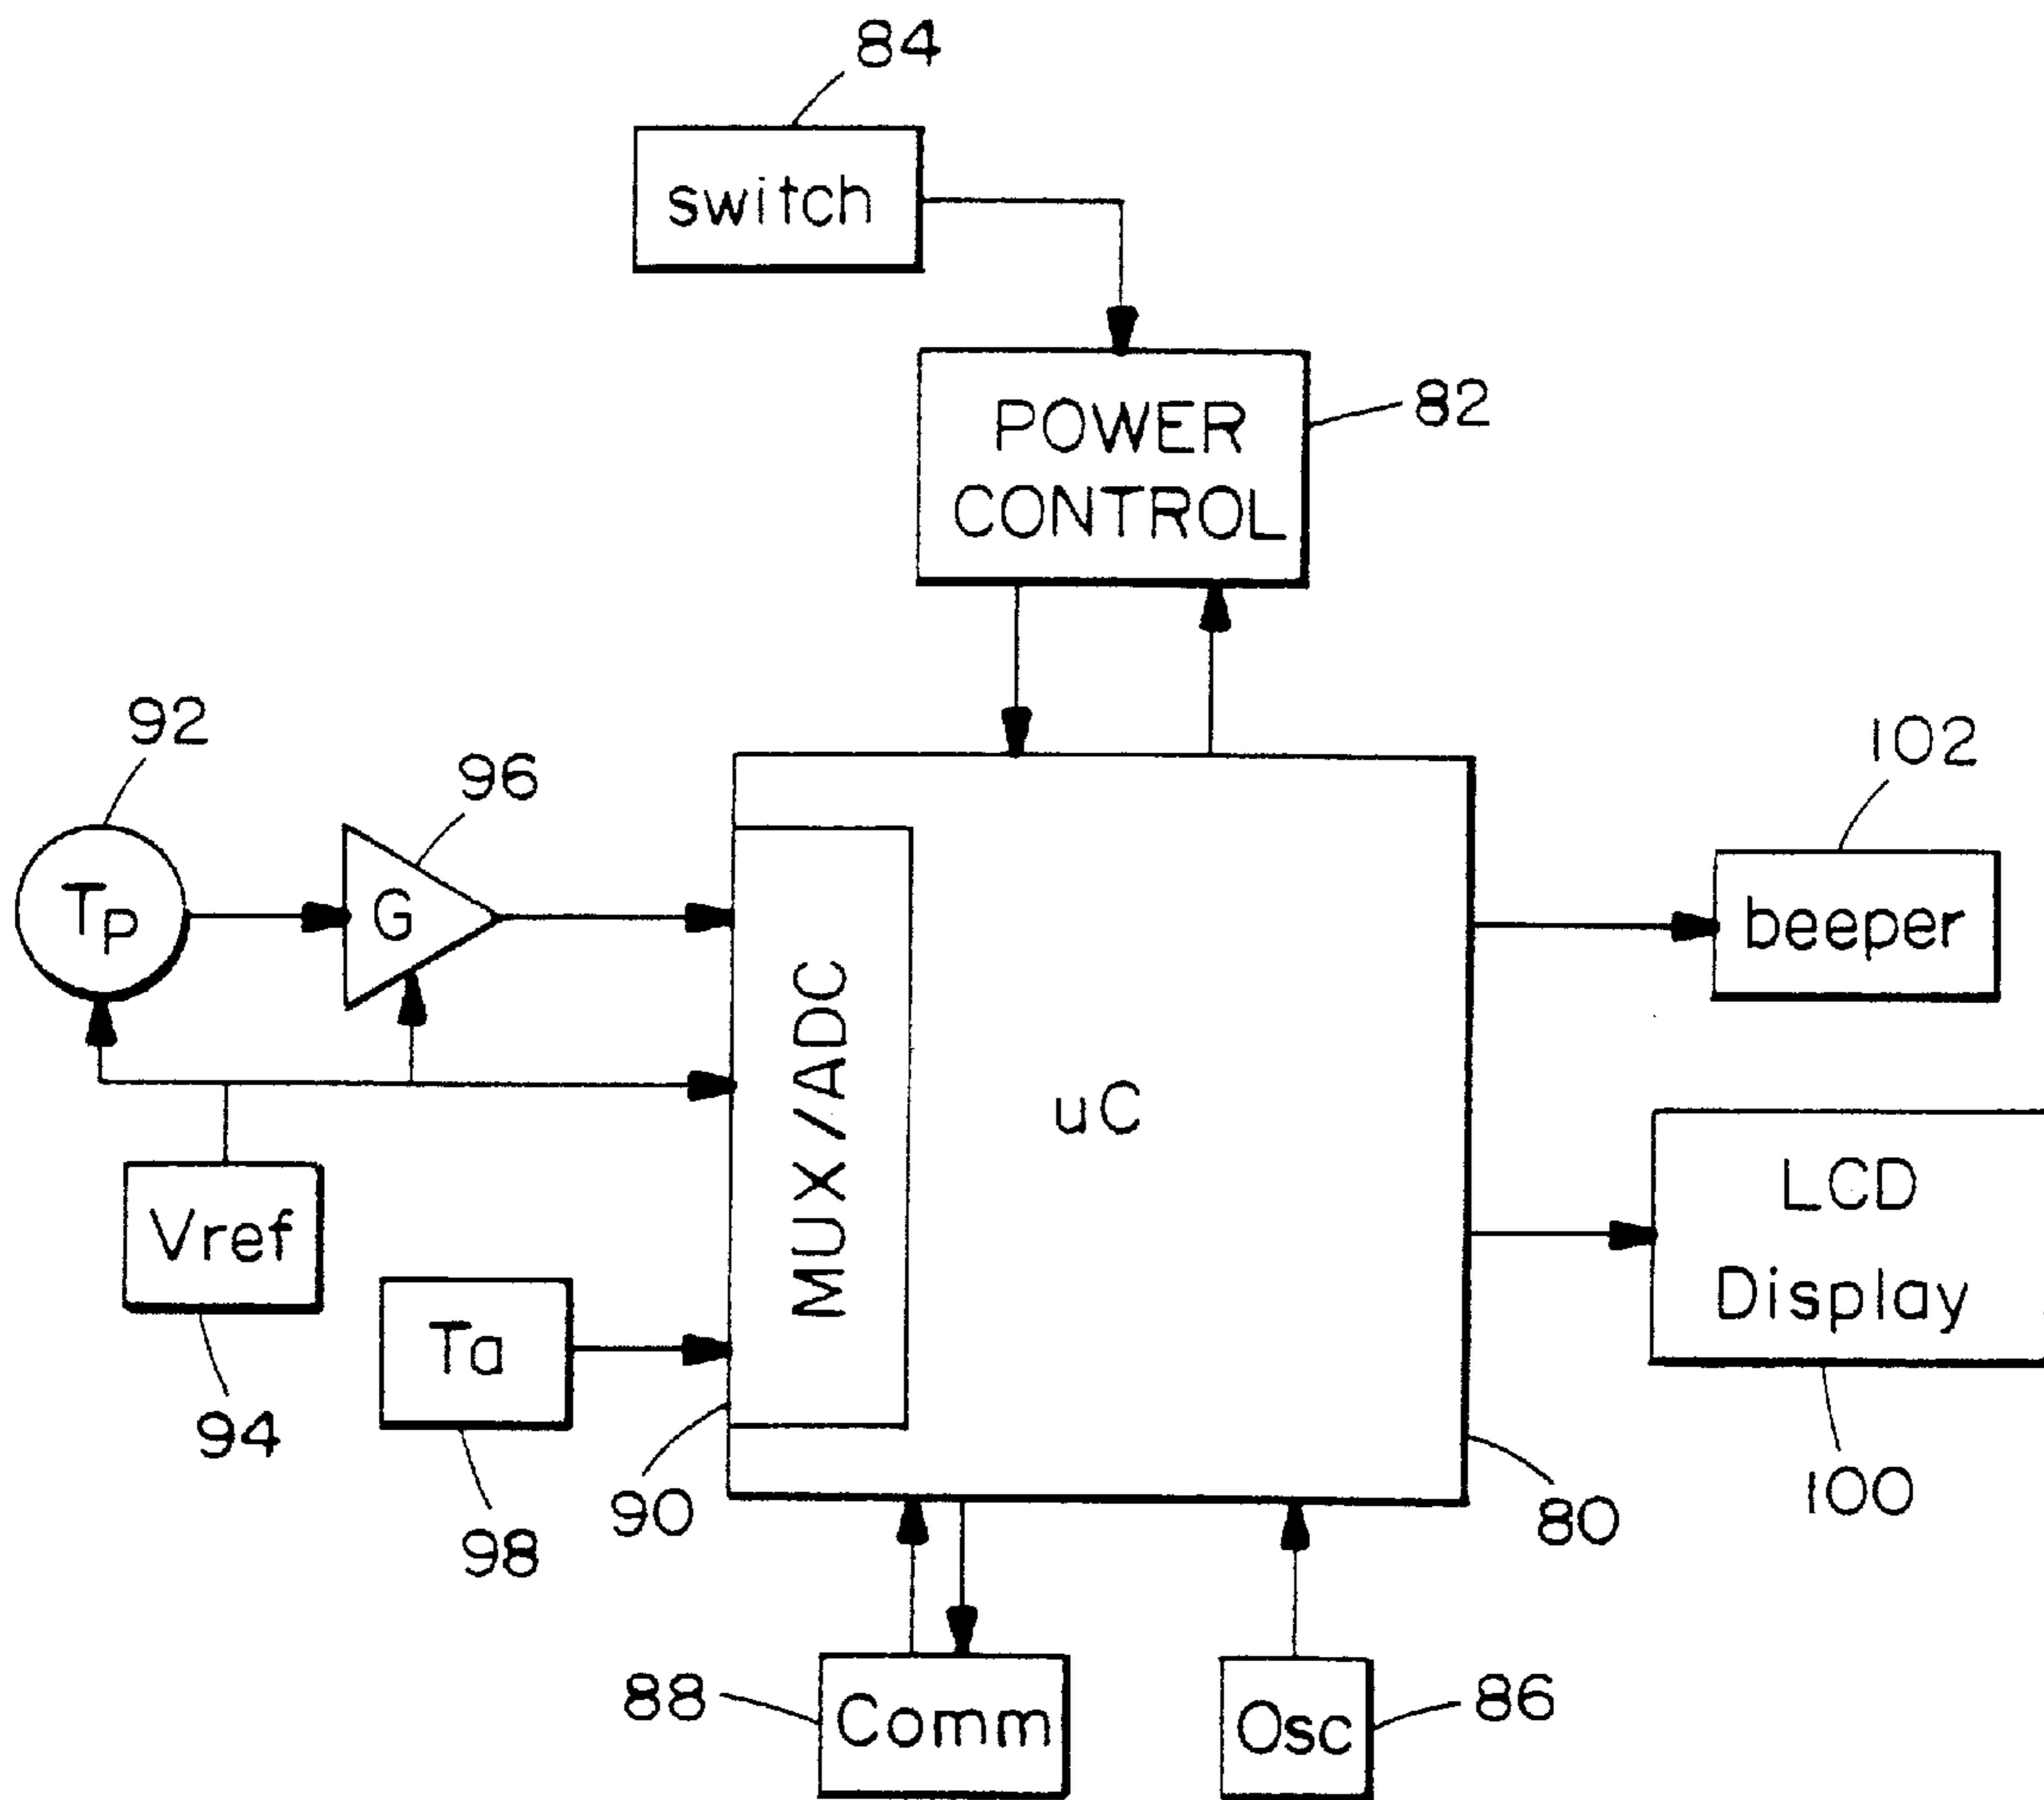 84
switch
82
POWER
CONTROL
92
96
102
TP
G
beeper
MUX/ADC
uC
LCD
Display
Vref
Ta
94
98
90
80
100
88
Comm
Osc
86